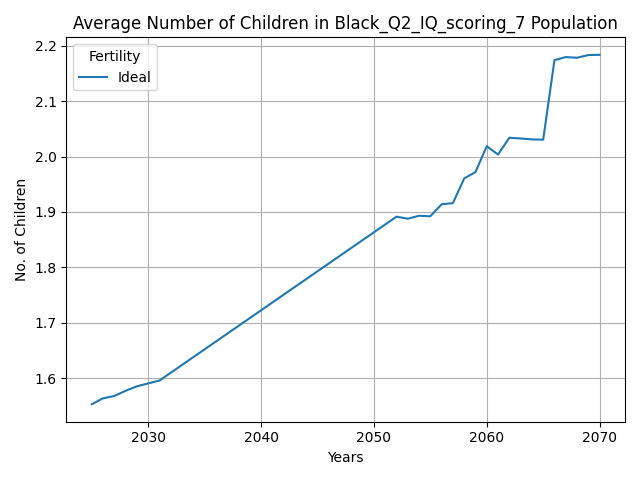 Average Number of Children in Black_Q2_IQ_scoring_7 Population
Fertility
Ideal
2.2
2.1
2.0
1.9
1.8
1.7
1.6
No. of Children
2030 2040 2050 2060 2070
Years